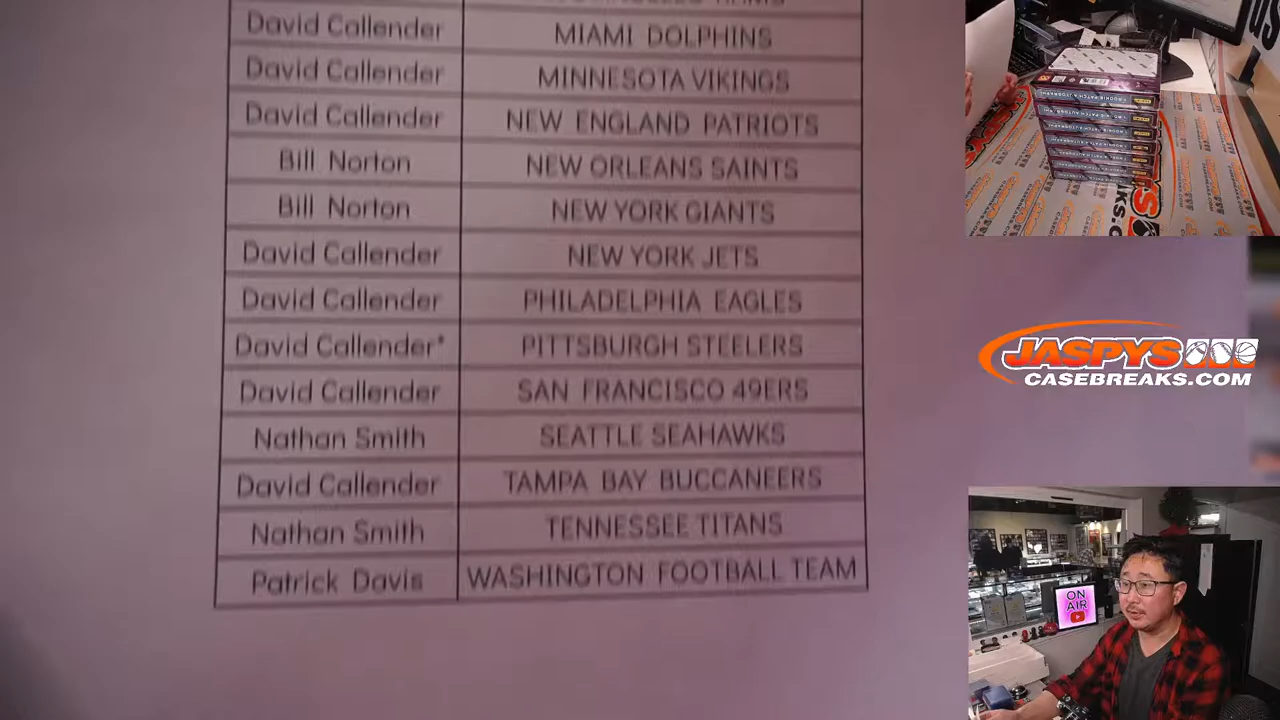 David Callender MIAMI DOLPHINS
David Callender MINNESOTA VIKINGS
David Callender NEW ENGLAND PATRIOTS
Bill Norton NEW ORLEANS SAINTS
Bill Norton NEW YORK GIANTS
David Callender NEW YORK JETS
David Callender PHILADELPHIA EAGLES
David Callender* PITTSBURGH STEELERS
David Callender SAN FRANCISCO 49ERS
Nathan Smith SEATTLE SEAHAWKS
David Callender TAMPA BAY BUCCANEERS
Nathan Smith TENNESSEE TITANS
Patrick Davis WASHINGTON FOOTBALL TEAM
JASPYS
CASEBREAKS.COM
ON
AIR